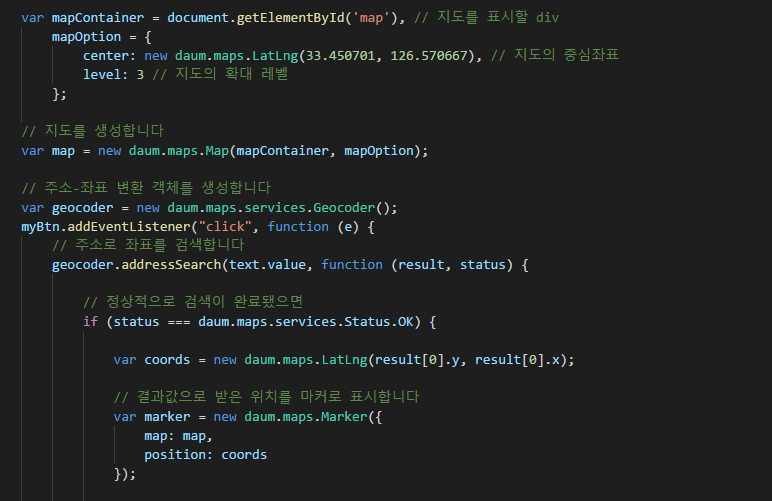 var mapContainer = document.getElementById('map'), // 지도를 표시할 div
    mapOption = {
        center: new daum.maps.LatLng(33.450701, 126.570667), // 지도의 중심좌표
        level: 3 // 지도의 확대 레벨
    };

// 지도를 생성합니다
var map = new daum.maps.Map(mapContainer, mapOption);

// 주소-좌표 변환 객체를 생성합니다
var geocoder = new daum.maps.services.Geocoder();
myBtn.addEventListener("click", function (e) {
    // 주소로 좌표를 검색합니다
    geocoder.addressSearch(text.value, function (result, status) {

        // 정상적으로 검색이 완료됐으면
        if (status === daum.maps.services.Status.OK) {

            var coords = new daum.maps.LatLng(result[0].y, result[0].x);

            // 결과값으로 받은 위치를 마커로 표시합니다
            var marker = new daum.maps.Marker({
                map: map,
                position: coords
            });